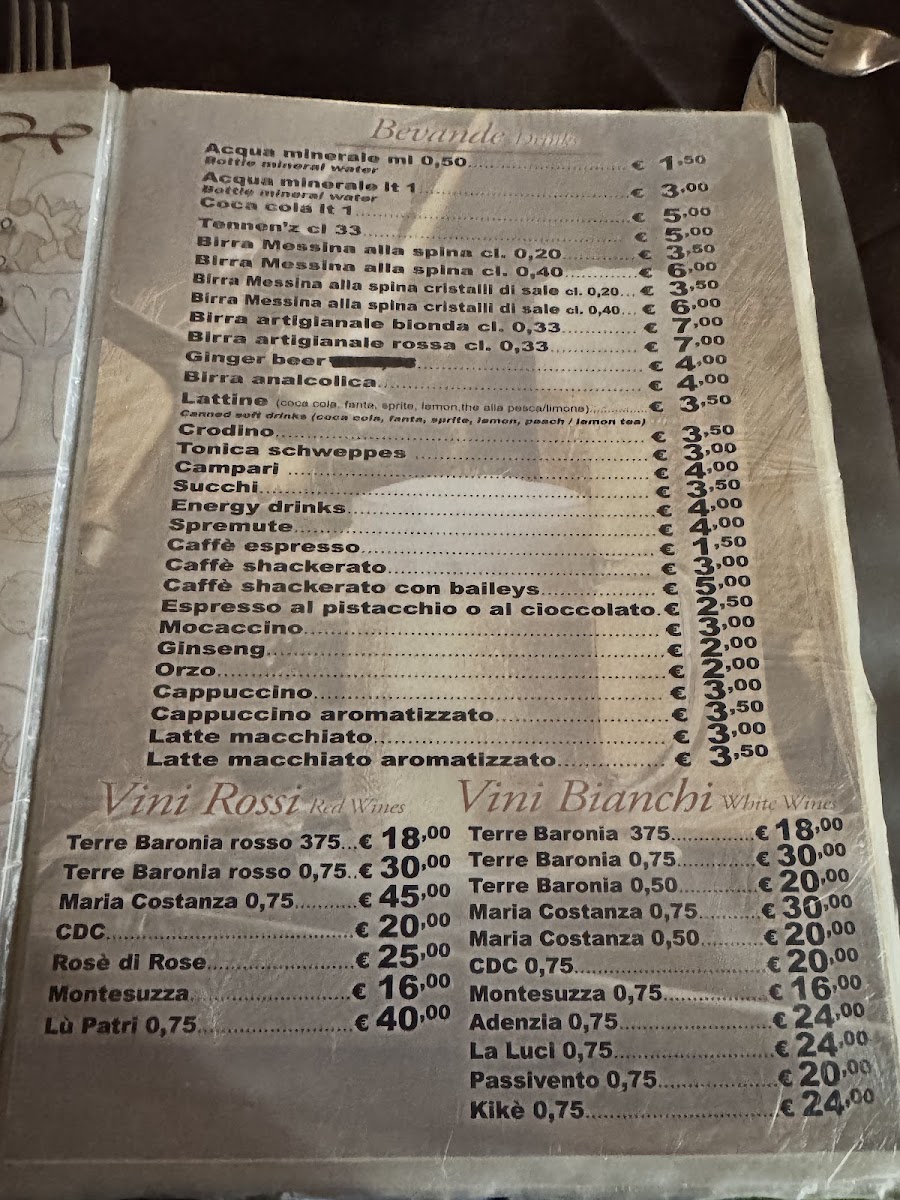 Bevande Drinks
Acqua minerale ml 0,50 € 1,50
Bottle mineral water
Acqua minerale lt 1 € 3,00
Bottle mineral water
Coca cola lt 1 € 5,00
Tennen'z cl 33 € 5,00
Birra Messina alla spina cl. 0,20 € 3,50
Birra Messina alla spina cl. 0,40 € 6,00
Birra Messina alla spina cristalli di sale cl. 0,20... € 3,50
Birra Messina alla spina cristalli di sale cl. 0,40... € 6,00
Birra artigianale bionda cl. 0,33 € 7,00
Birra artigianale rossa cl. 0,33 € 7,00
Ginger beer € 4,00
Birra analcolica € 4,00
Lattine (coca cola, fanta, sprite, lemon,the alla pesca/limone) € 3,50
Canned soft drinks (coca cola, fanta, sprite, lemon, peach / lemon tea)
Crodino € 3,50
Tonica schweppes € 3,00
Campari € 4,00
Succhi € 3,50
Energy drinks € 4,00
Spremute € 4,00
Caffè espresso € 1,50
Caffè shackerato € 3,00
Caffè shackerato con baileys € 5,00
Espresso al pistacchio o al cioccolato. € 2,50
Mocaccino € 3,00
Ginseng € 2,00
Orzo € 2,00
Cappuccino € 3,00
Cappuccino aromatizzato € 3,50
Latte macchiato € 3,00
Latte macchiato aromatizzato € 3,50
Vini Rossi Red Wines
Terre Baronia rosso 375... € 18,00
Terre Baronia rosso 0,75.. € 30,00
Maria Costanza 0,75 € 45,00
CDC € 20,00
Rosè di Rose € 25,00
Montesuzza € 16,00
Lù Patri 0,75 € 40,00
Vini Bianchi White Wines
Terre Baronia 375 € 18,00
Terre Baronia 0,75 € 30,00
Terre Baronia 0,50 € 20,00
Maria Costanza 0,75 € 30,00
Maria Costanza 0,50 € 20,00
CDC 0,75 € 20,00
Montesuzza 0,75 € 16,00
Adenzia 0,75 € 24,00
La Luci 0,75 € 24,00
Passivento 0,75 € 20,00
Kikè 0,75 € 24,00